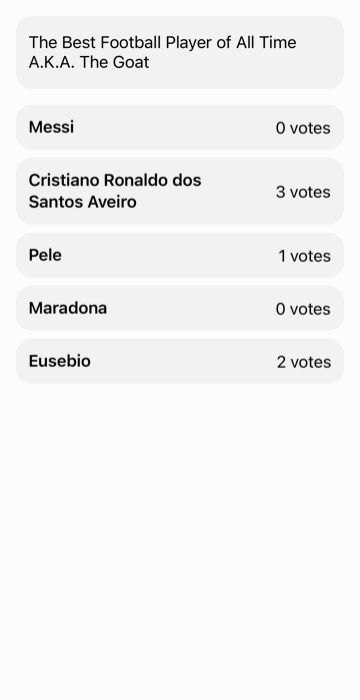 The Best Football Player of All Time
A.K.A. The Goat
Messi 0 votes
Cristiano Ronaldo dos
Santos Aveiro
3 votes
Pele 1 votes
Maradona 0 votes
Eusebio 2 votes